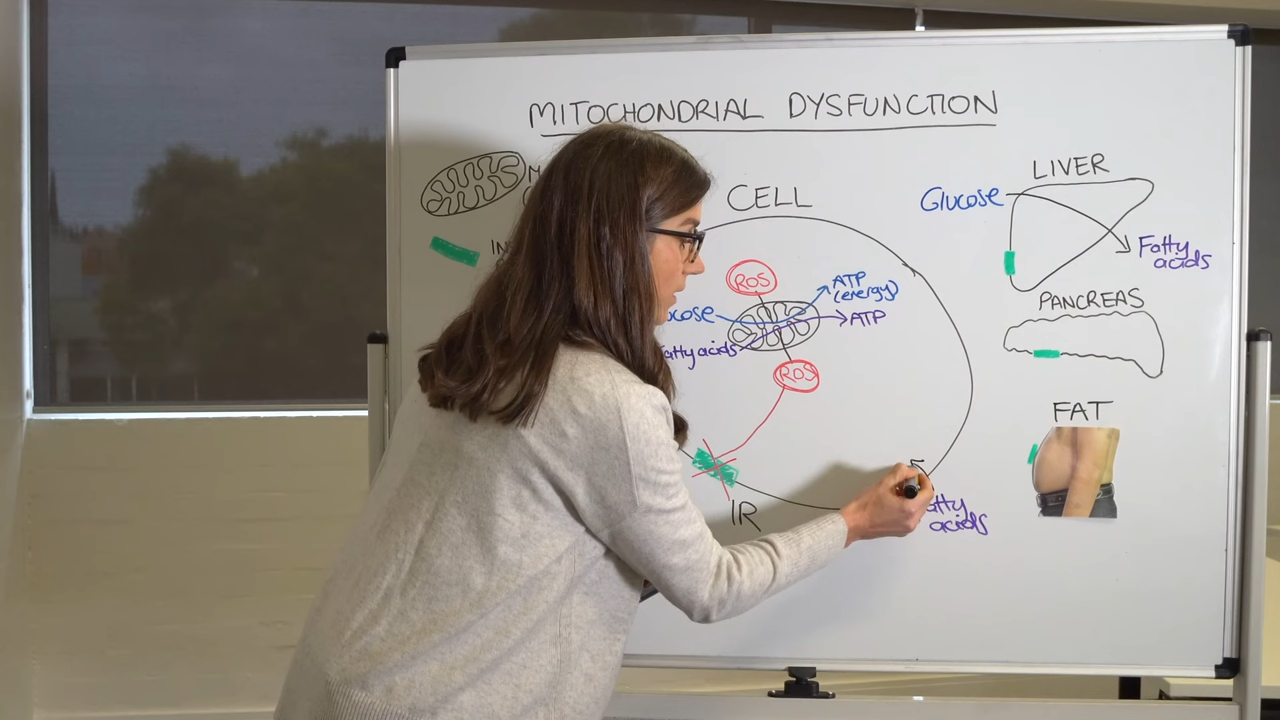 MITOCHONDRIAL DYSFUNCTION
CELL
ROS
ATP
(energy)
ATP
ROS
IR
acids
LIVER
Glucose
Fatty
acids
PANCREAS
FAT